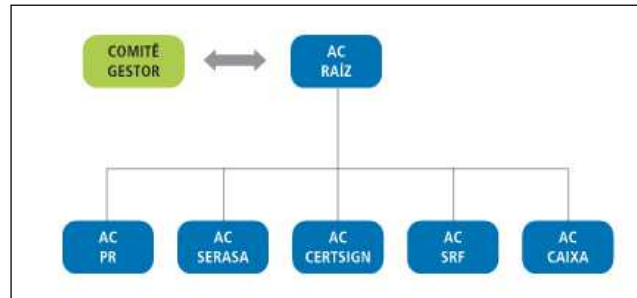 COMITÊ
GESTOR
AC
RAÍZ
AC
PR
AC
SERASA
AC
CERTSIGN
AC
SRF
AC
CAIXA